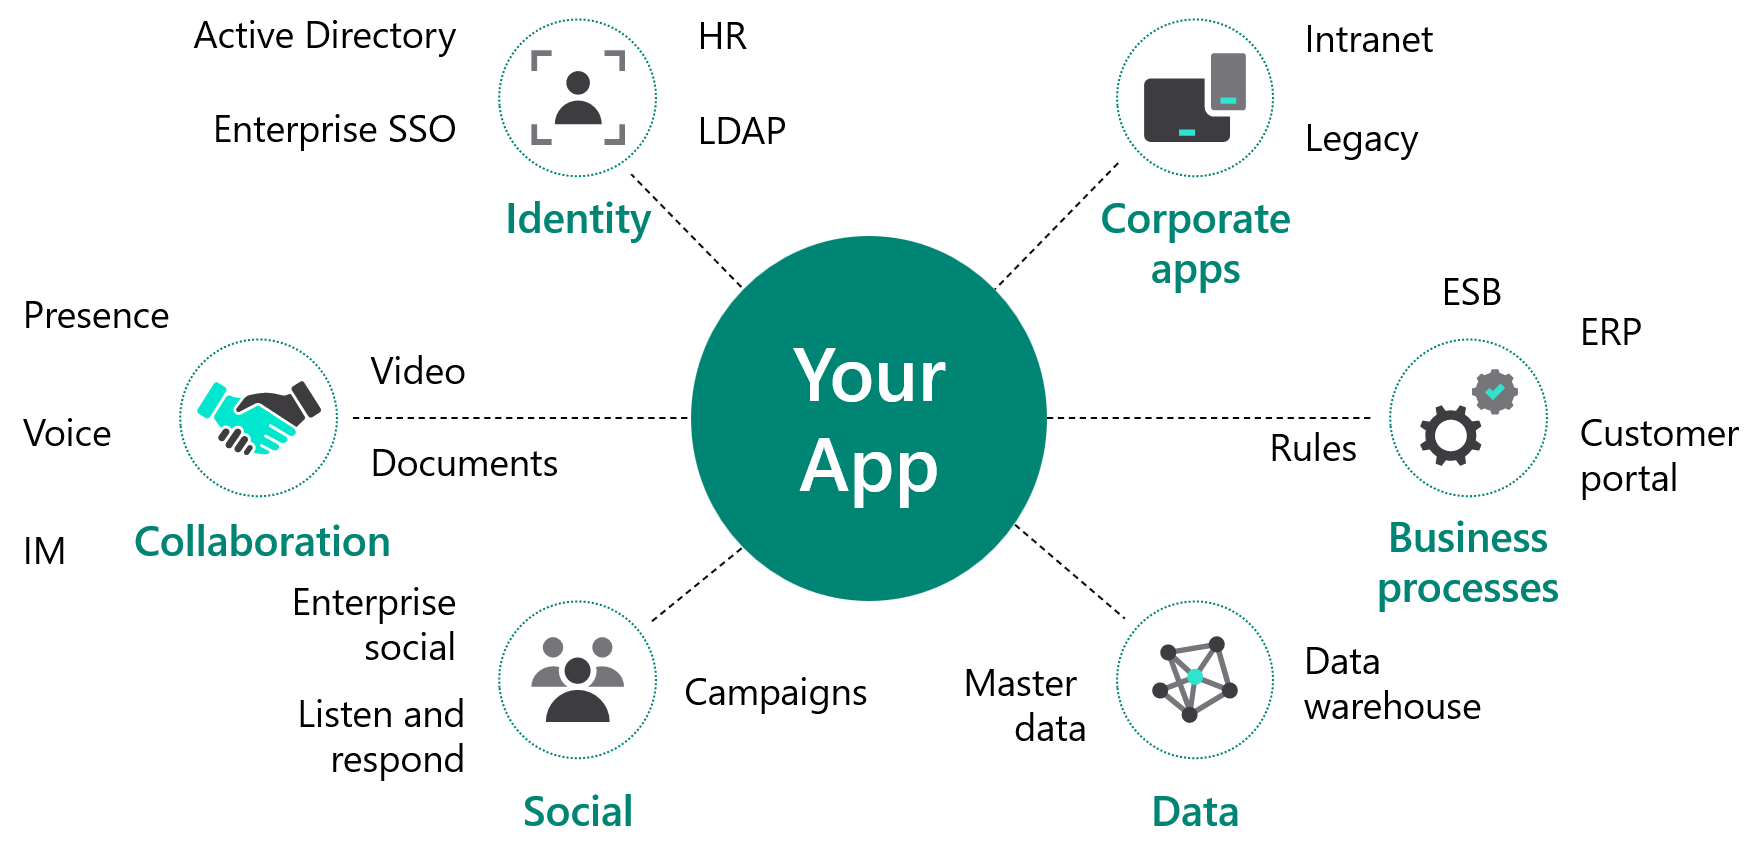 Active Directory
Enterprise SSO
HR
LDAP
Identity
Intranet
Legacy
Corporate
apps
Presence
Voice
IM
Video
Documents
Collaboration
Your
App
ESB
ERP
Rules
Customer
portal
Business
processes
Enterprise
social
Listen and
respond
Campaigns
Social
Master
data
Data
warehouse
Data